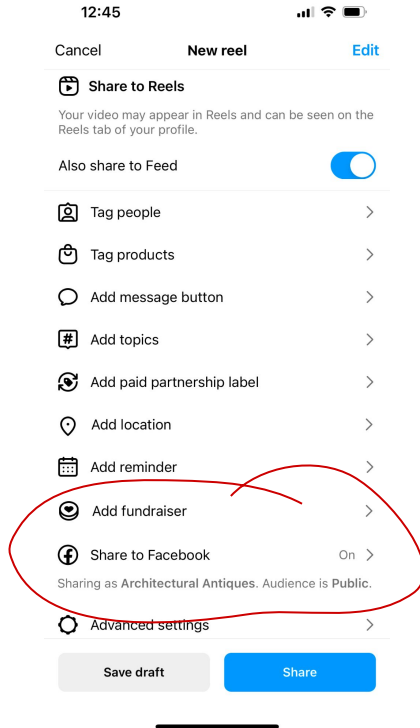 12:45
Cancel New reel Edit
Share to Reels
Your video may appear in Reels and can be seen on the
Reels tab of your profile.
Also share to Feed
Tag people
Tag products
Add message button
Add topics
Add paid partnership label
Add location
Add reminder
Add fundraiser
Share to Facebook On
Sharing as Architectural Antiques. Audience is Public.
Advanced settings
Save draft Share